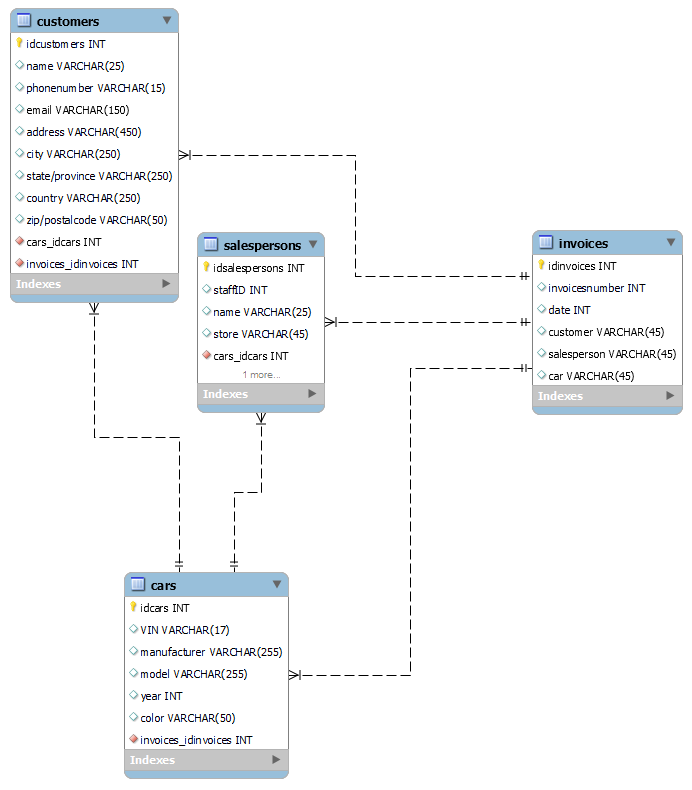 customers
idcustomers INT
name VARCHAR(25)
phonenumber VARCHAR(15)
email VARCHAR(150)
address VARCHAR(450)
city VARCHAR(250)
state/province VARCHAR(250)
country VARCHAR(250)
zip/postalcode VARCHAR(50)
cars_idcars INT
invoices_idinvoices INT
Indexes
salespersons
idsalespersons INT
staffID INT
name VARCHAR(25)
store VARCHAR(45)
cars_idcars INT
1 more...
Indexes
invoices
idinvoices INT
invoicesnumber INT
date INT
customer VARCHAR(45)
salesperson VARCHAR(45)
car VARCHAR(45)
Indexes
cars
idcars INT
VIN VARCHAR(17)
manufacturer VARCHAR(255)
model VARCHAR(255)
year INT
color VARCHAR(50)
invoices_idinvoices INT
Indexes